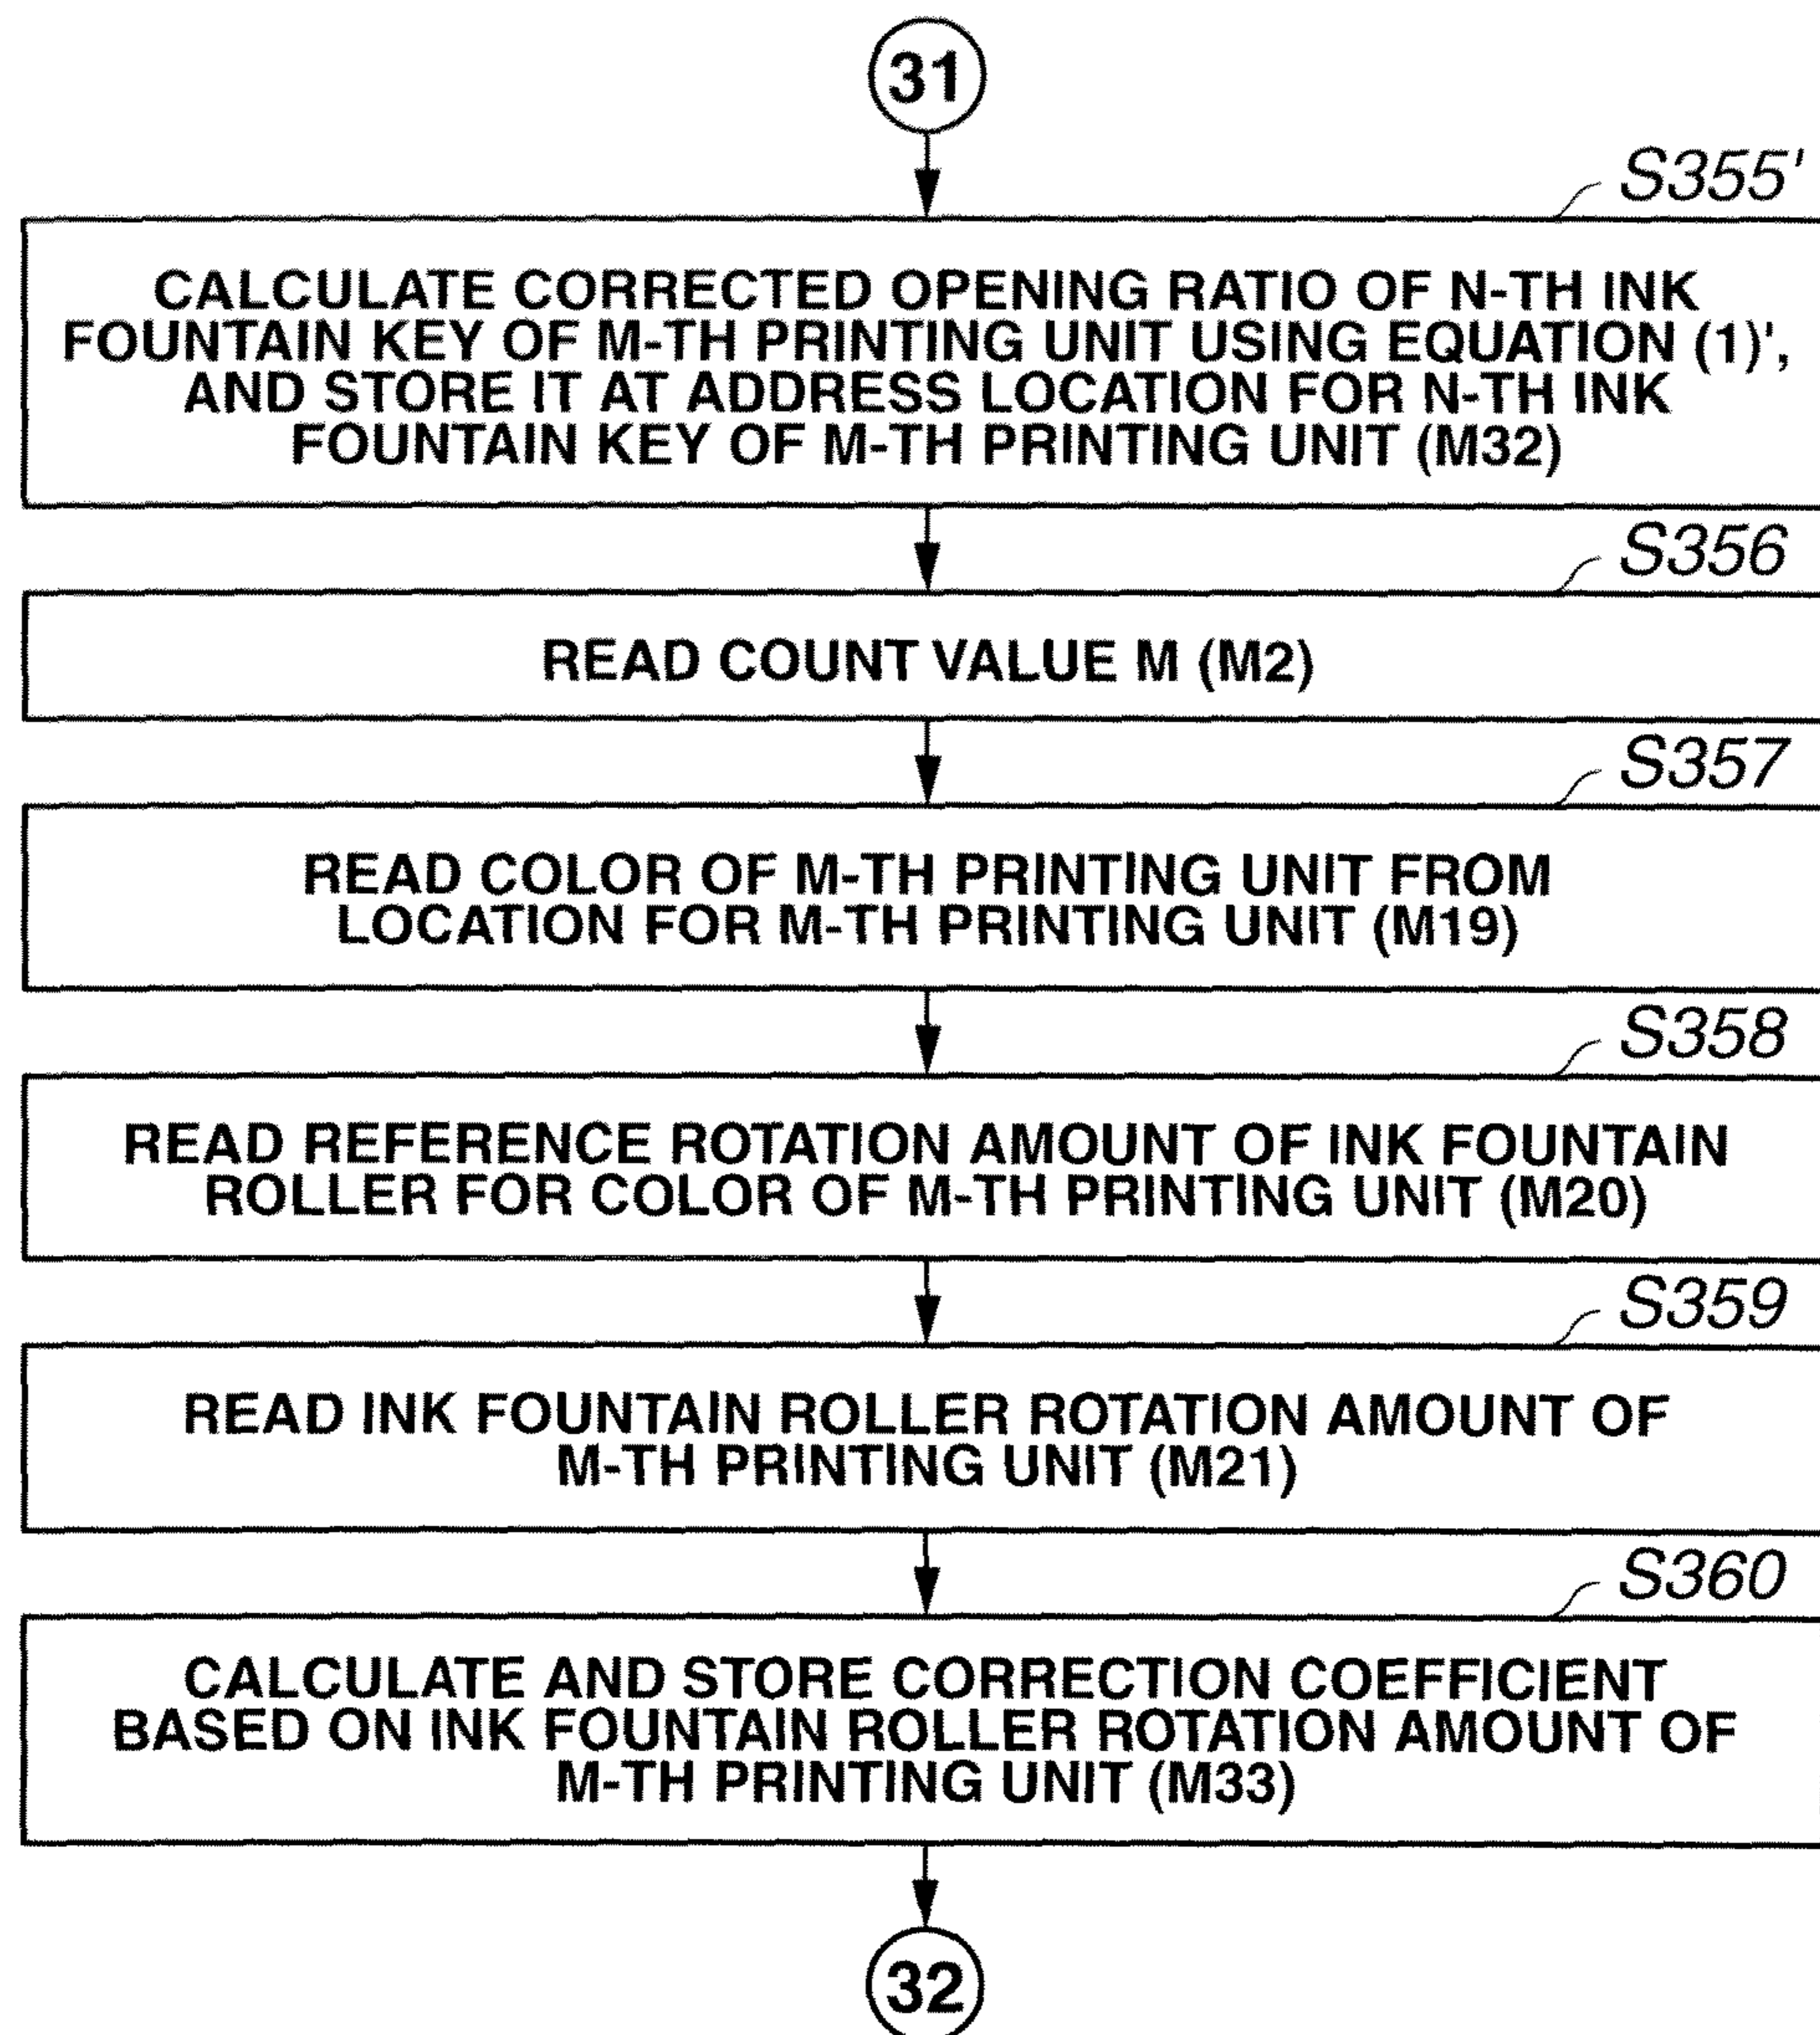 31
S355'
CALCULATE CORRECTED OPENING RATIO OF N-TH INK
FOUNTAIN KEY OF M-TH PRINTING UNIT USING EQUATION (1)',
AND STORE IT AT ADDRESS LOCATION FOR N-TH INK
FOUNTAIN KEY OF M-TH PRINTING UNIT (M32)
S356
READ COUNT VALUE M (M2)
S357
READ COLOR OF M-TH PRINTING UNIT FROM
LOCATION FOR M-TH PRINTING UNIT (M19)
S358
READ REFERENCE ROTATION AMOUNT OF INK FOUNTAIN
ROLLER FOR COLOR OF M-TH PRINTING UNIT (M20)
S359
READ INK FOUNTAIN ROLLER ROTATION AMOUNT OF
M-TH PRINTING UNIT (M21)
S360
CALCULATE AND STORE CORRECTION COEFFICIENT
BASED ON INK FOUNTAIN ROLLER ROTATION AMOUNT OF
M-TH PRINTING UNIT (M33)
32